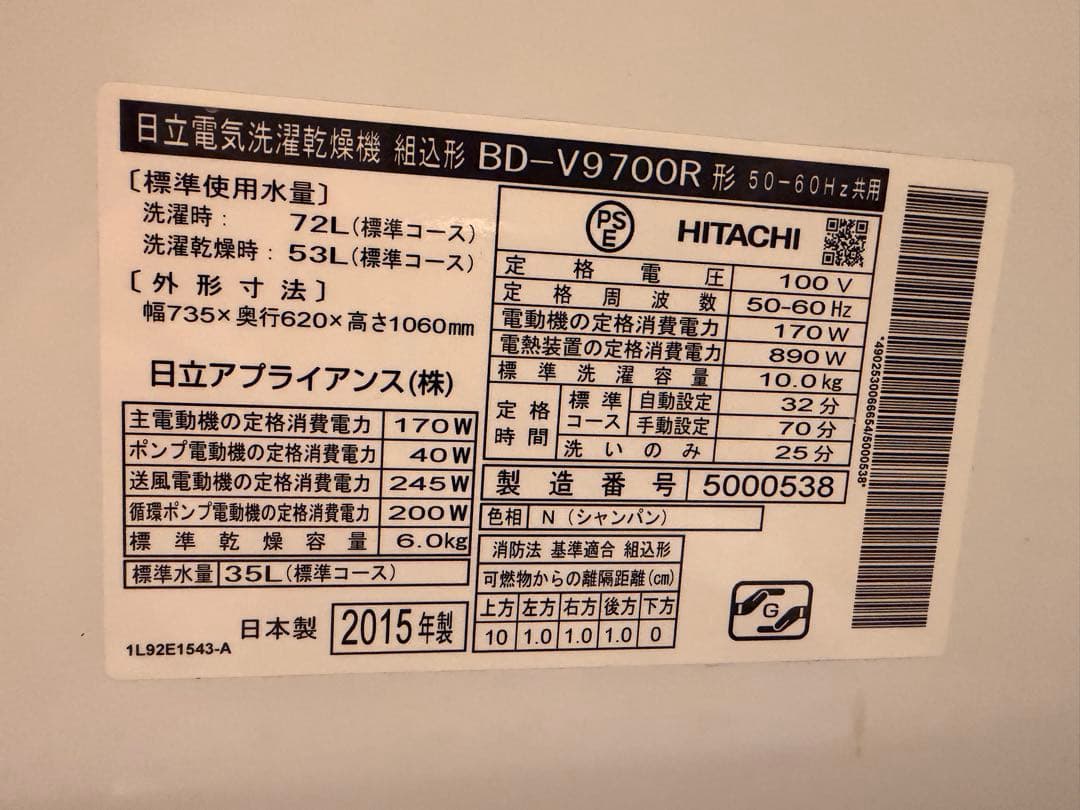 日立電気洗濯乾燥機 組込形 BD-V9700R 形 50-60Hz共用
〔標準使用水量〕
洗濯時: 72L(標準コース)
洗濯乾燥時: 53L(標準コース)
〔外形寸法〕
幅735×奥行620×高さ1060mm
日立アプライアンス(株)
主電動機の定格消費電力 170W
ポンプ電動機の定格消費電力 40W
送風電動機の定格消費電力 245W
循環ポンプ電動機の定格消費電力 200W
標準乾燥容量 6.0kg
標準水量 35L(標準コース)
日本製 2015年製
1L92E1543-A
PSE HITACHI
定格電圧 100V
定格周波数 50-60Hz
電動機の定格消費電力 170W
電熱装置の定格消費電力 890W
標準洗濯容量 10.0kg
定格時間 標準コース 自動設定 32分
手動設定 70分
洗いのみ 25分
製造番号 5000538
色相 N (シャンパン)
消防法 基準適合 組込形
可燃物からの離隔距離(cm)
上方 左方 右方 後方 下方
10 1.0 1.0 1.0 0
G
*4902530066654/5000538*